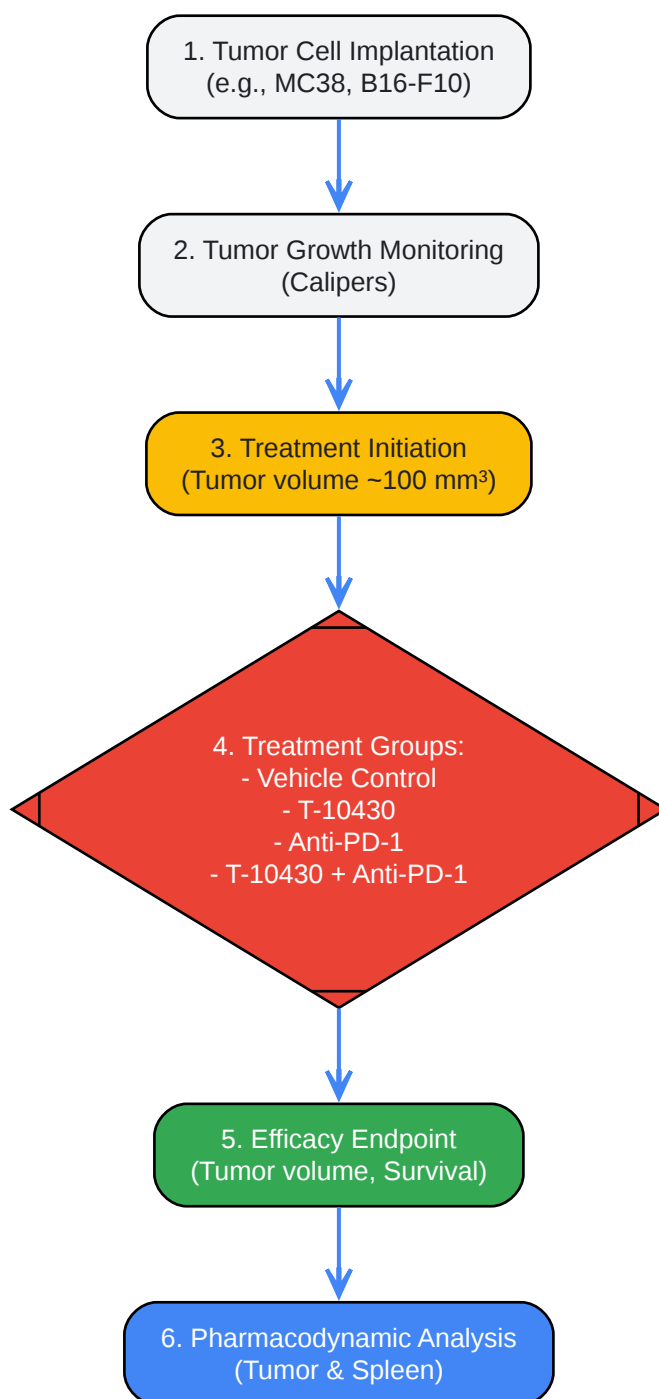 1. Tumor Cell Implantation
(e.g., MC38, B16-F10)
2. Tumor Growth Monitoring
(Calipers)
3. Treatment Initiation
(Tumor volume ~100 mm³)
4. Treatment Groups:
- Vehicle Control
- T-10430
- Anti-PD-1
- T-10430 + Anti-PD-1
5. Efficacy Endpoint
(Tumor volume, Survival)
6. Pharmacodynamic Analysis
(Tumor & Spleen)